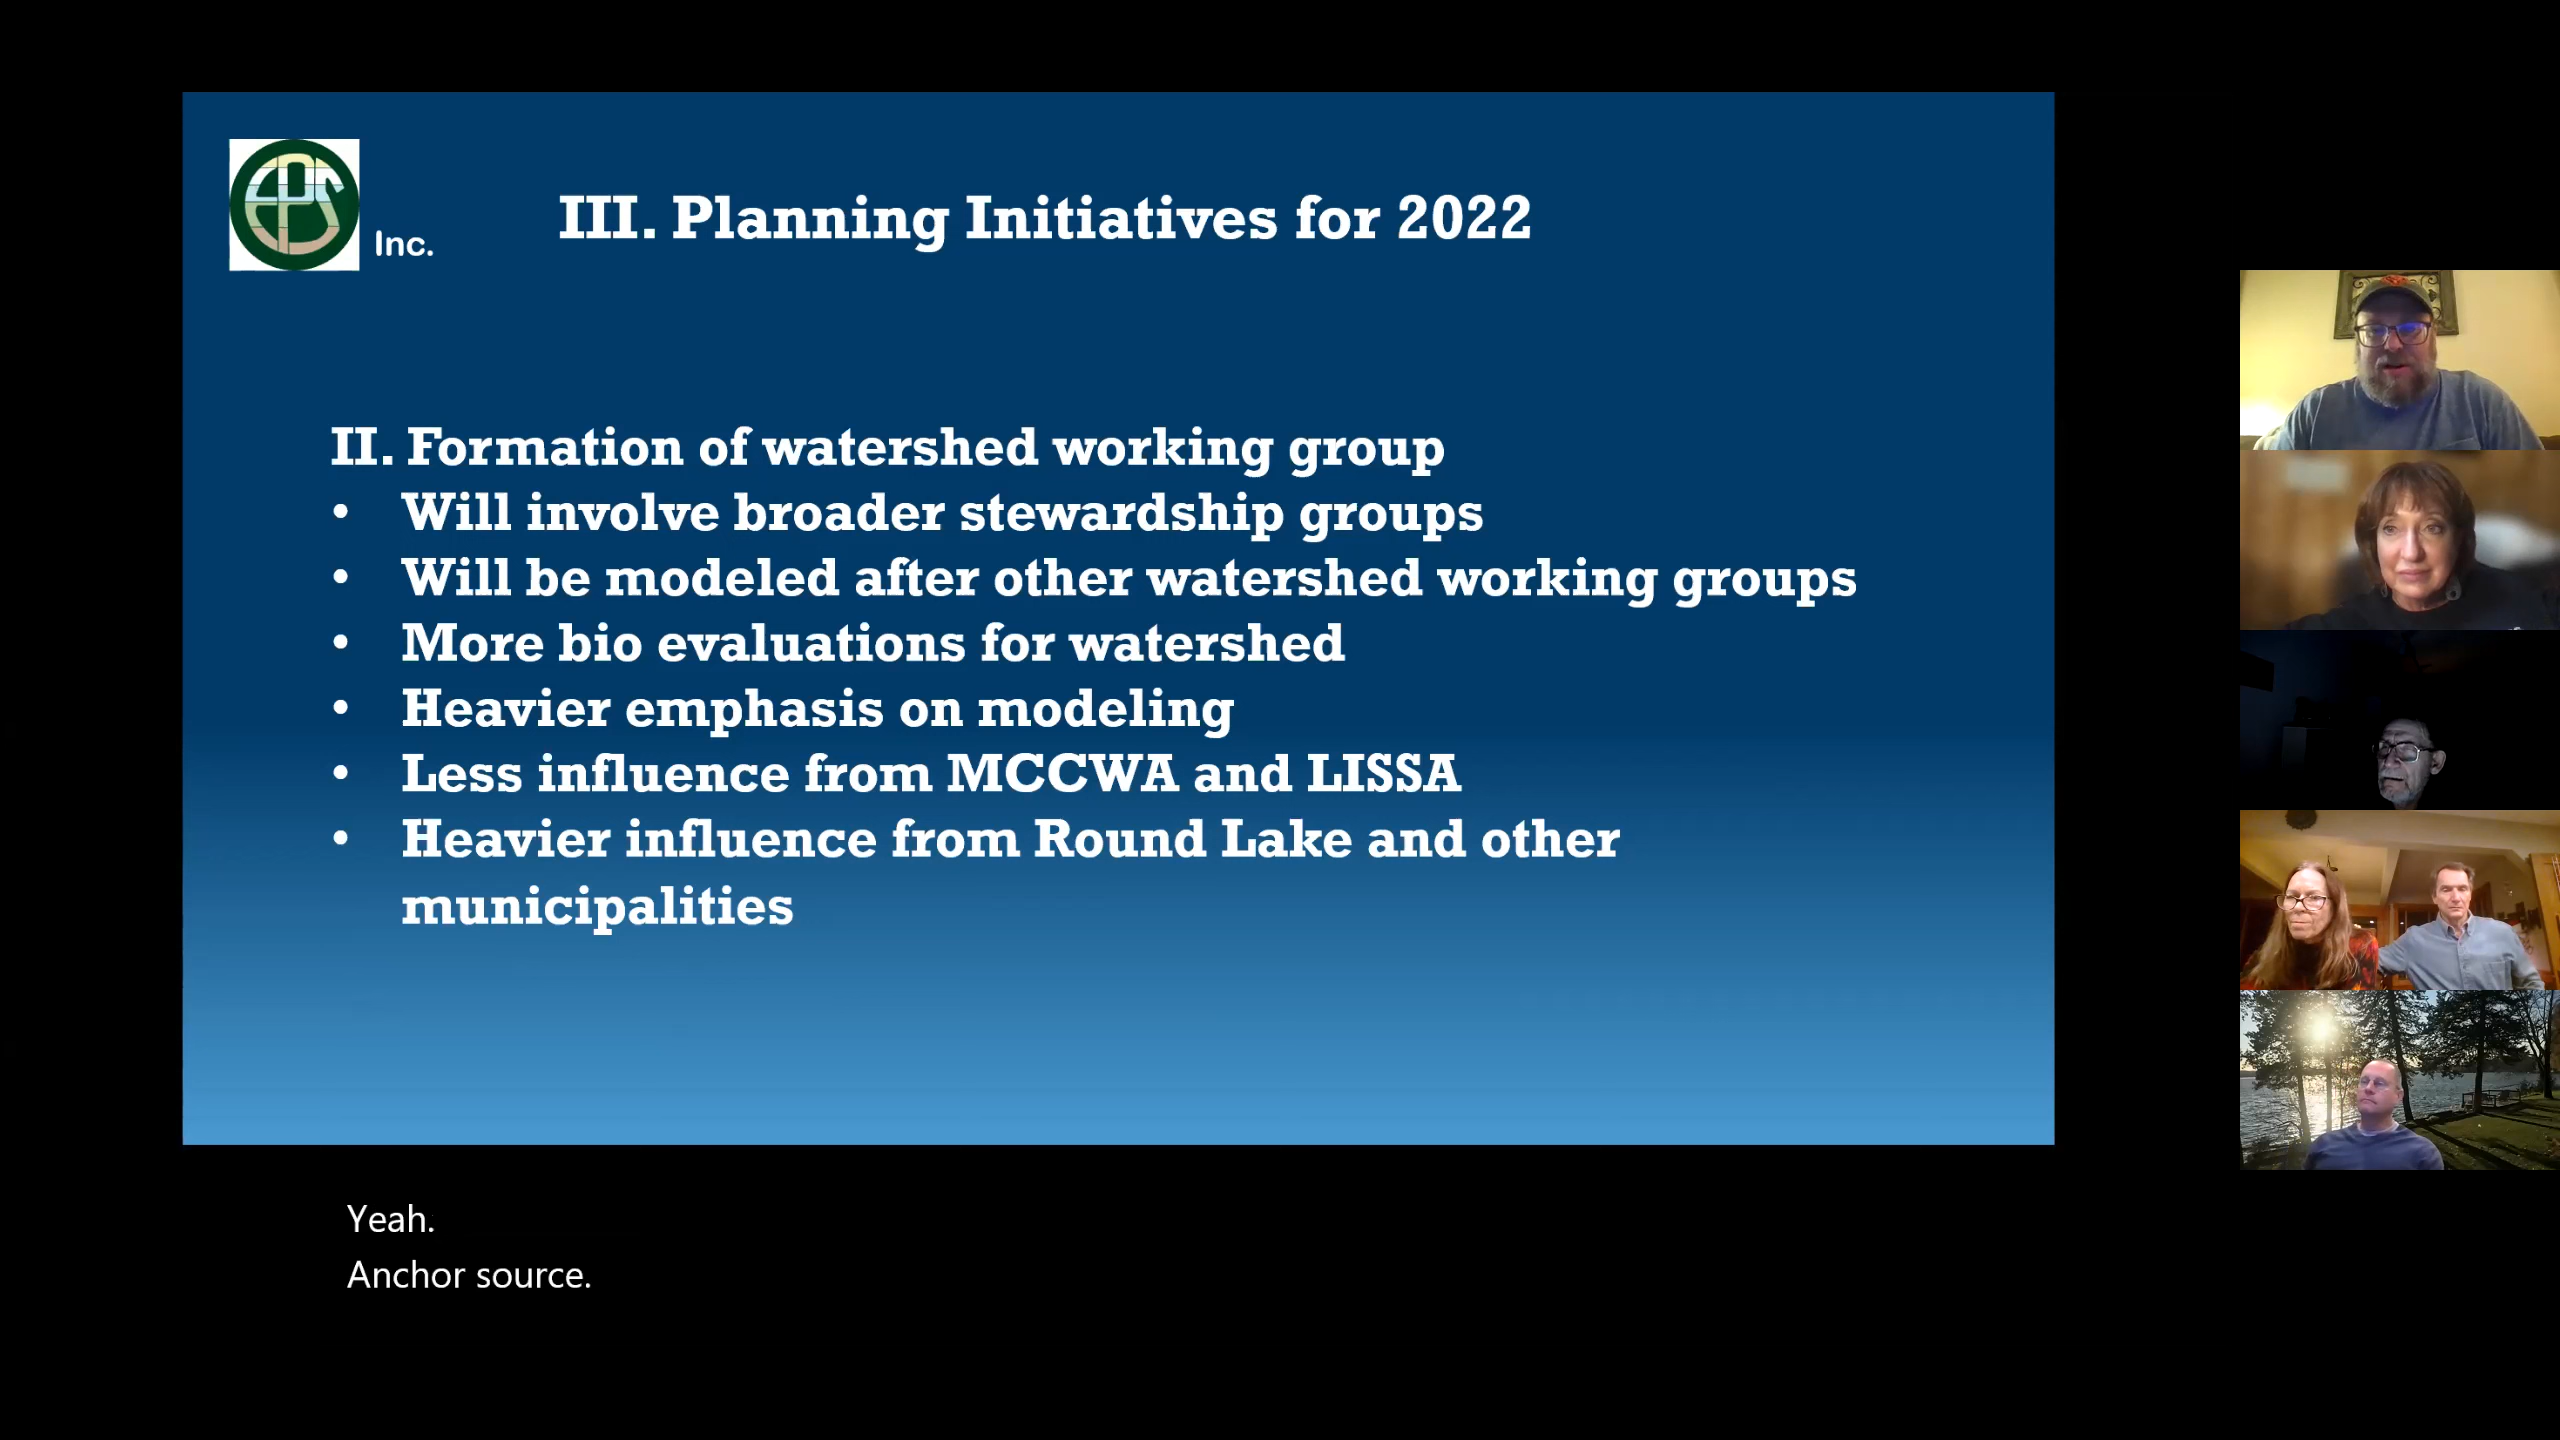 EPS
Inc.
III. Planning Initiatives for 2022
II. Formation of watershed working group
• Will involve broader stewardship groups
• Will be modeled after other watershed working groups
• More bio evaluations for watershed
• Heavier emphasis on modeling
• Less influence from MCCWA and LISSA
• Heavier influence from Round Lake and other
municipalities
Yeah.
Anchor source.